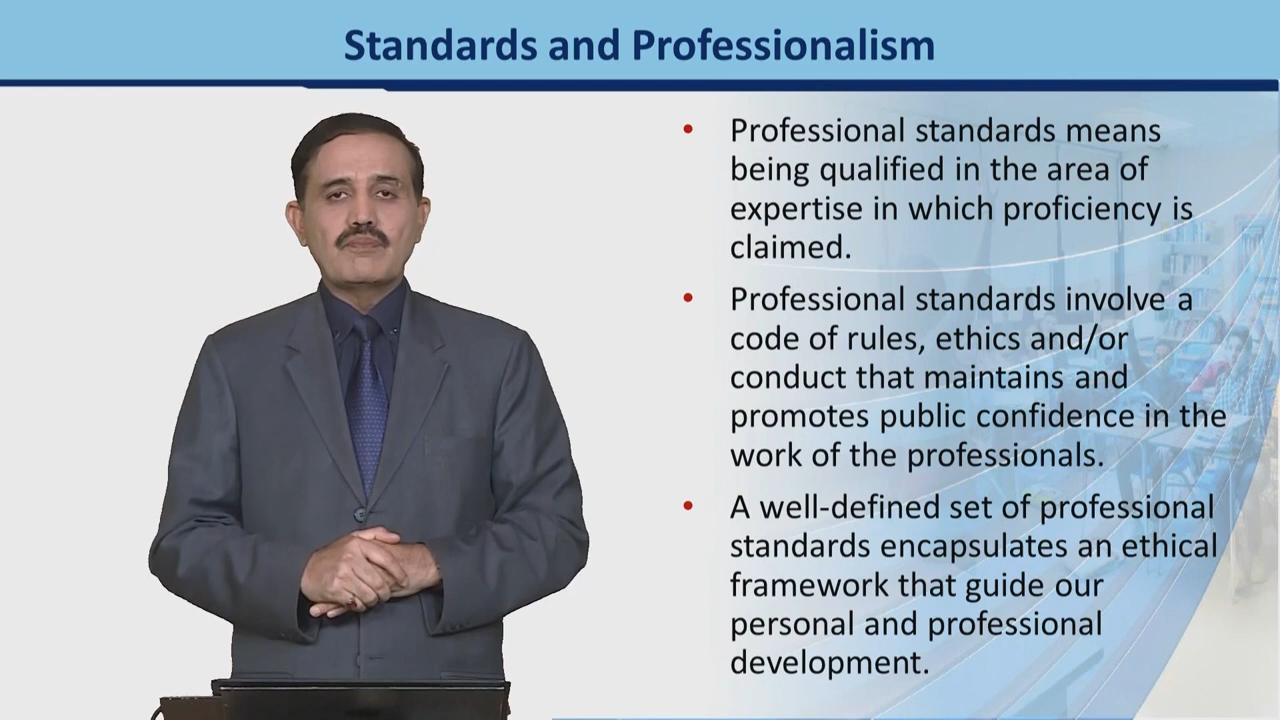 Standards and Professionalism
• Professional standards means
being qualified in the area of
expertise in which proficiency is
claimed.
• Professional standards involve a
code of rules, ethics and/or
conduct that maintains and
promotes public confidence in the
work of the professionals.
• A well-defined set of professional
standards encapsulates an ethical
framework that guide our
personal and professional
development.